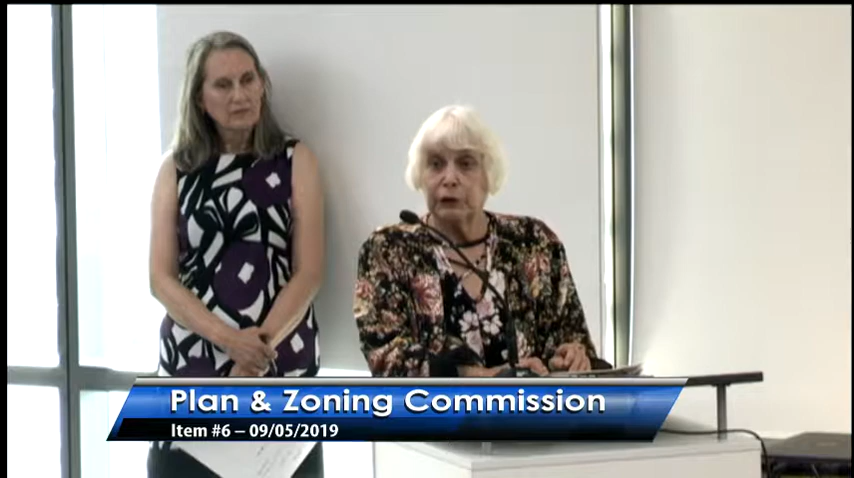 Plan & Zoning Commission
Item #6 – 09/05/2019